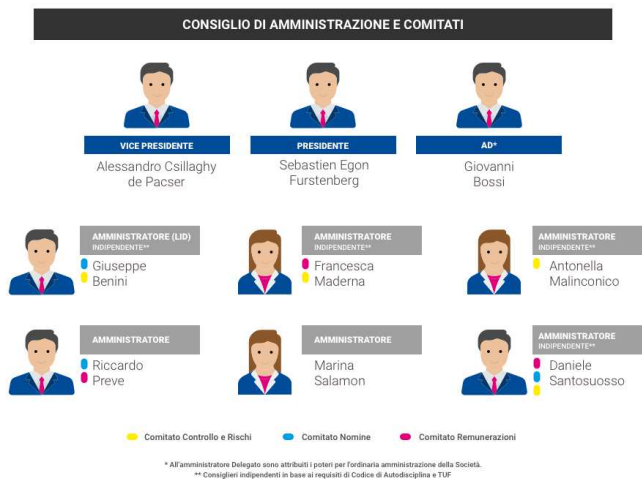 CONSIGLIO DI AMMINISTRAZIONE E COMITATI
VICE PRESIDENTE
Alessandro Csillaghy
de Pacser
PRESIDENTE
Sebastien Egon
Furstenberg
AD*
Giovanni
Bossi
AMMINISTRATORE (LID)
INDIPENDENTE**
Giuseppe
Benini
AMMINISTRATORE
INDIPENDENTE**
Francesca
Maderna
AMMINISTRATORE
INDIPENDENTE**
Antonella
Malinconico
AMMINISTRATORE
Riccardo
Preve
AMMINISTRATORE
Marina
Salamon
AMMINISTRATORE
INDIPENDENTE**
Daniele
Santosuosso
Comitato Controllo e Rischi
Comitato Nomine
Comitato Remunerazioni
* All'amministratore Delegato sono attribuiti i poteri per l'ordinaria amministrazione della Società.
** Consiglieri indipendenti in base ai requisiti di Codice di Autodisciplina e TUF